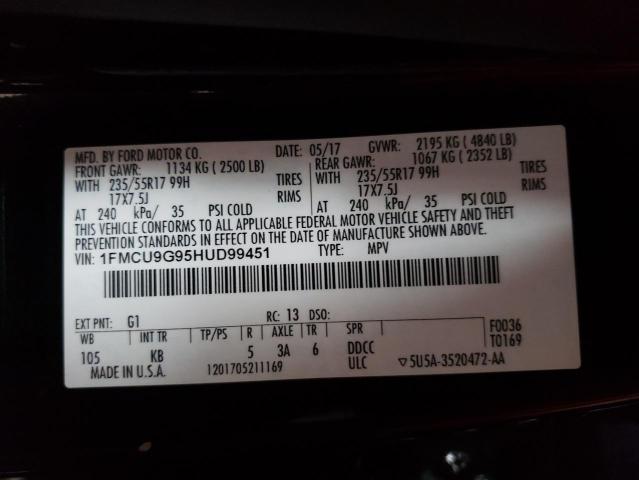 MFD. BY FORD MOTOR CO. DATE: 05/17 GVWR: 2195 KG ( 4840 LB)
FRONT GAWR: 1134 KG ( 2500 LB) REAR GAWR: 1067 KG ( 2352 LB)
WITH 235/55R17 99H TIRES WITH 235/55R17 99H TIRES
17X7.5J RIMS 17X7.5J RIMS
AT 240 kPa/ 35 PSI COLD AT 240 kPa/ 35 PSI COLD
THIS VEHICLE CONFORMS TO ALL APPLICABLE FEDERAL MOTOR VEHICLE SAFETY AND THEFT
PREVENTION STANDARDS IN EFFECT ON THE DATE OF MANUFACTURE SHOWN ABOVE.
VIN: 1FMCU9G95HUD99451 TYPE: MPV
EXT PNT: G1 RC: 13 DSO:
WB INT TR TP/PS R AXLE TR SPR F0036
105 KB 5 3A 6 DDCC T0169
MADE IN U.S.A. 1201705211169 ULC ▽5U5A-3520472-AA